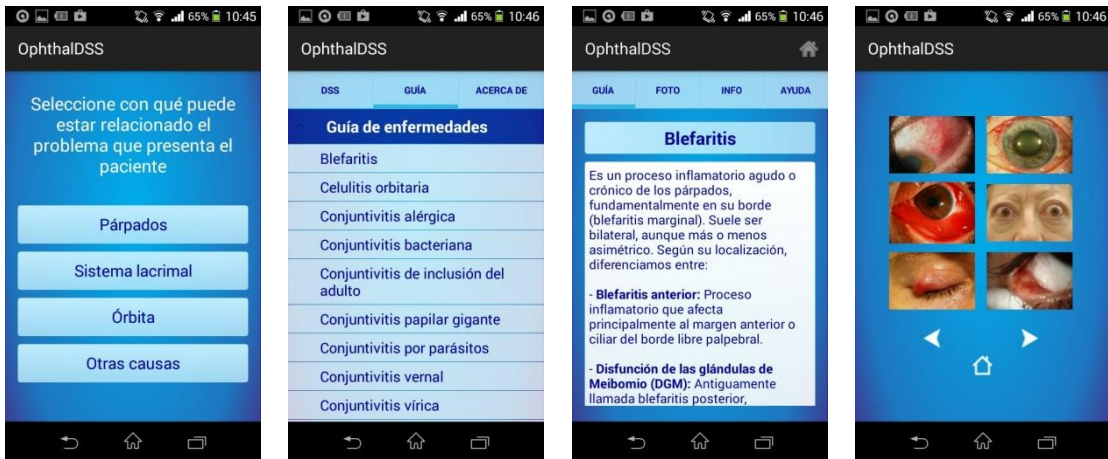 65% 10:45
OphthalDSS
Seleccione con qué puede
estar relacionado el
problema que presenta el
paciente
Párpados
Sistema lacrimal
Órbita
Otras causas
65% 10:46
OphthalDSS
DSS GUÍA ACERCA DE
Guía de enfermedades
Blefaritis
Celulitis orbitaria
Conjuntivitis alérgica
Conjuntivitis bacteriana
Conjuntivitis de inclusión del
adulto
Conjuntivitis papilar gigante
Conjuntivitis por parásitos
Conjuntivitis vernal
Conjuntivitis vírica
65% 10:46
OphthalDSS
GUÍA FOTO INFO AYUDA
Blefaritis
Es un proceso inflamatorio agudo o
crónico de los párpados,
fundamentalmente en su borde
(blefaritis marginal). Suele ser
bilateral, aunque más o menos
asimétrico. Según su localización,
diferenciamos entre:
- Blefaritis anterior: Proceso
inflamatorio que afecta
principalmente al margen anterior o
ciliar del borde libre palpebral.
- Disfunción de las glándulas de
Meibomio (DGM): Antiguamente
llamada blefaritis posterior,
65% 10:46
OphthalDSS